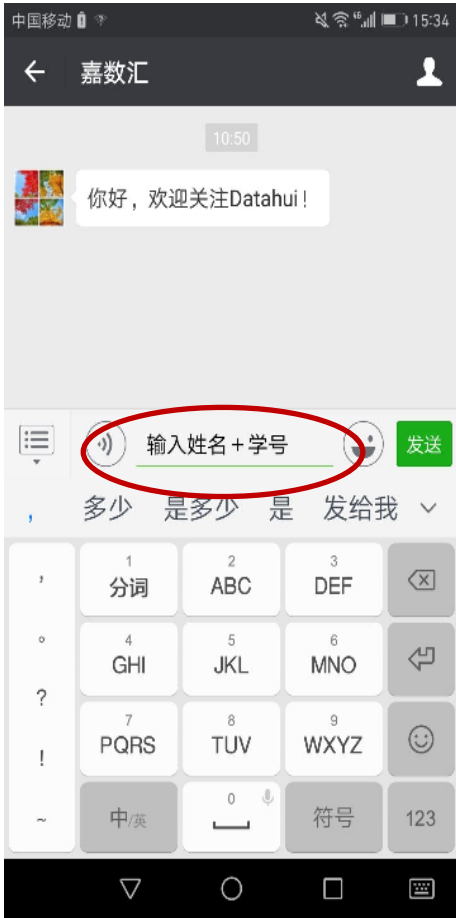 中国移动 46 15:34
嘉数汇
10:50
你好，欢迎关注Datahui！
输入姓名+学号 发送
， 多少 是多少 是 发给我
， 1 分词 2 ABC 3 DEF
。 4 GHI 5 JKL 6 MNO
？
7 PQRS 8 TUV 9 WXYZ
！
~ 中/英 0 符号 123